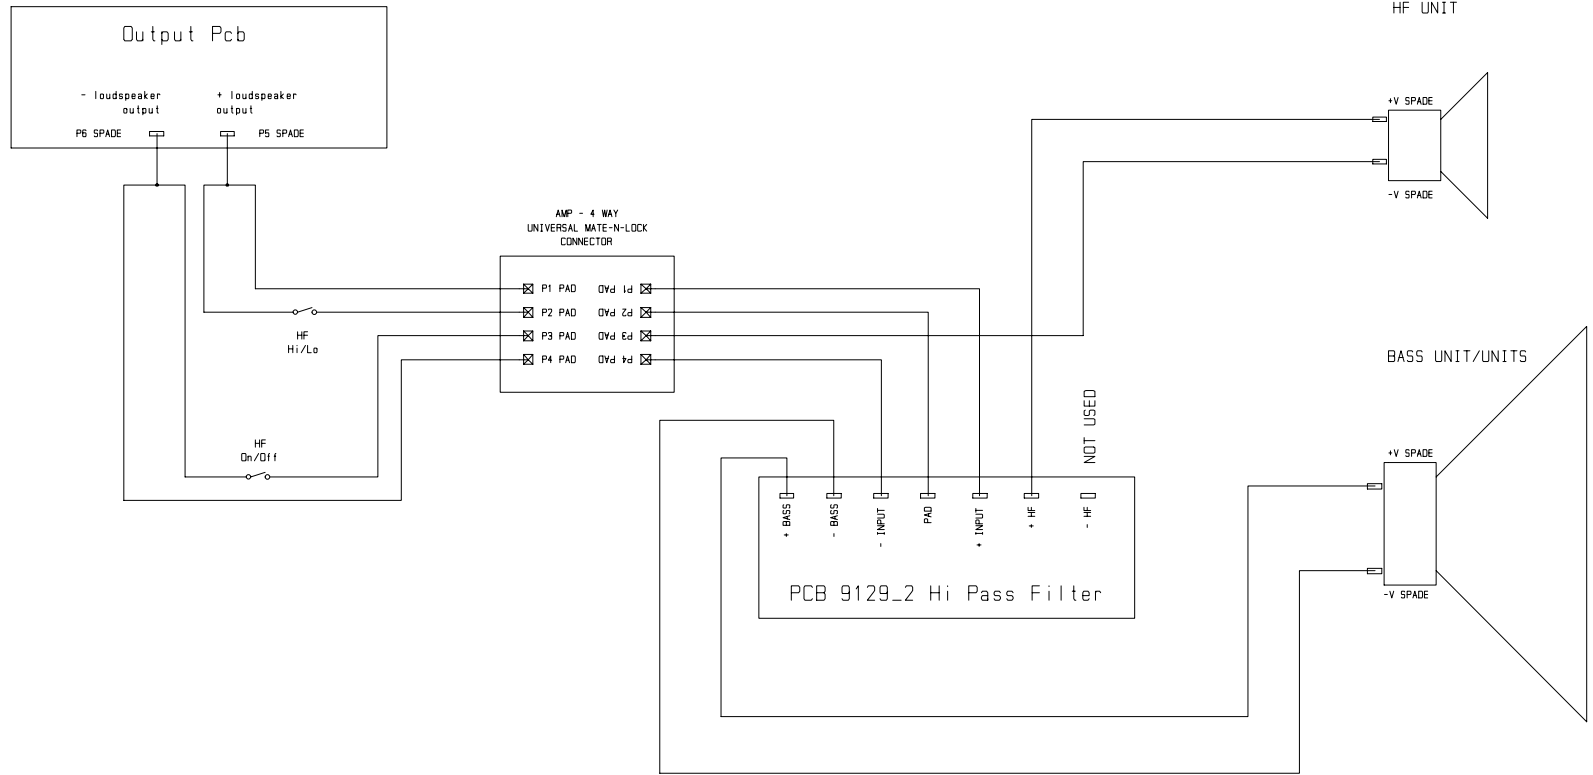 HF UNIT
Output Pcb
- loudspeaker
output
+ loudspeaker
output
P6 SPADE
P5 SPADE
+V SPADE
-V SPADE
AMP - 4 WAY
UNIVERSAL MATE-N-LOCK
CONNECTOR
P1 PAD
P1 PAD
P2 PAD
P2 PAD
P3 PAD
P3 PAD
P4 PAD
P4 PAD
HF
Hi/Lo
HF
On/Off
BASS UNIT/UNITS
NOT USED
+V SPADE
-V SPADE
+ BASS
- BASS
- INPUT
PAD
+ INPUT
+ HF
- HF
PCB 9129_2 Hi Pass Filter